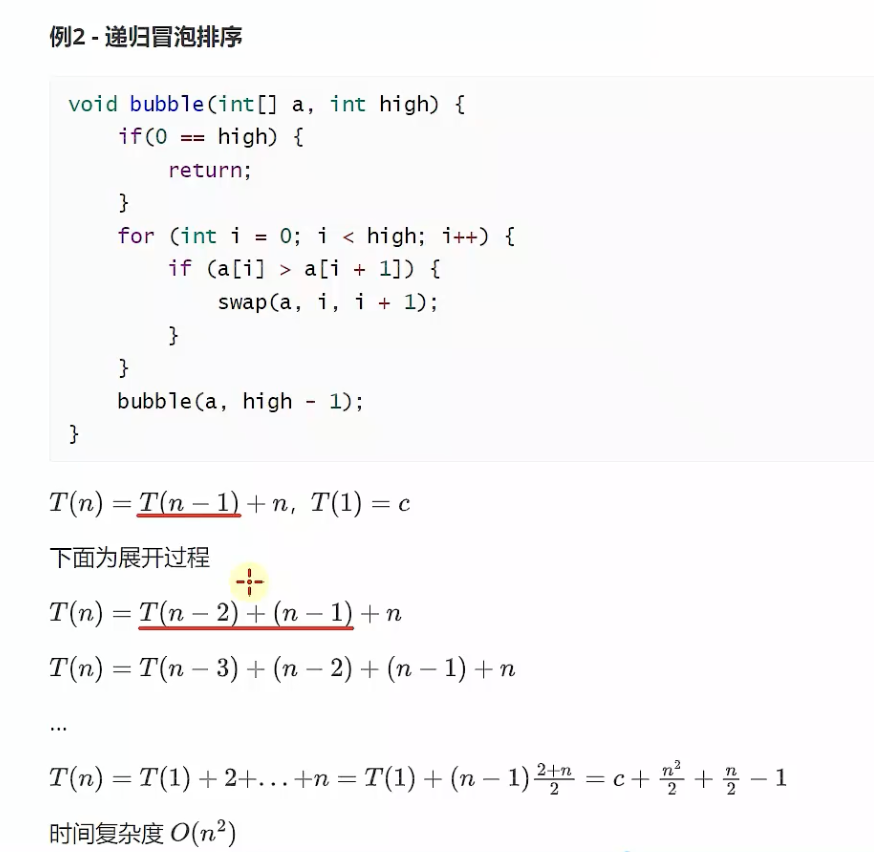 例2 - 递归冒泡排序
void bubble(int[] a, int high) {
    if(0 == high) {
        return;
    }
    for (int i = 0; i < high; i++) {
        if (a[i] > a[i + 1]) {
            swap(a, i, i + 1);
        }
    }
    bubble(a, high - 1);
}
T(n) = T(n − 1) + n, T(1) = c
下面为展开过程
T(n) = T(n − 2) + (n − 1) + n
T(n) = T(n − 3) + (n − 2) + (n − 1) + n
...
T(n) = T(1) + 2+...+n = T(1) + (n − 1)\frac{2+n}{2} = c + \frac{n^2}{2} + \frac{n}{2} − 1
时间复杂度 O(n^2)